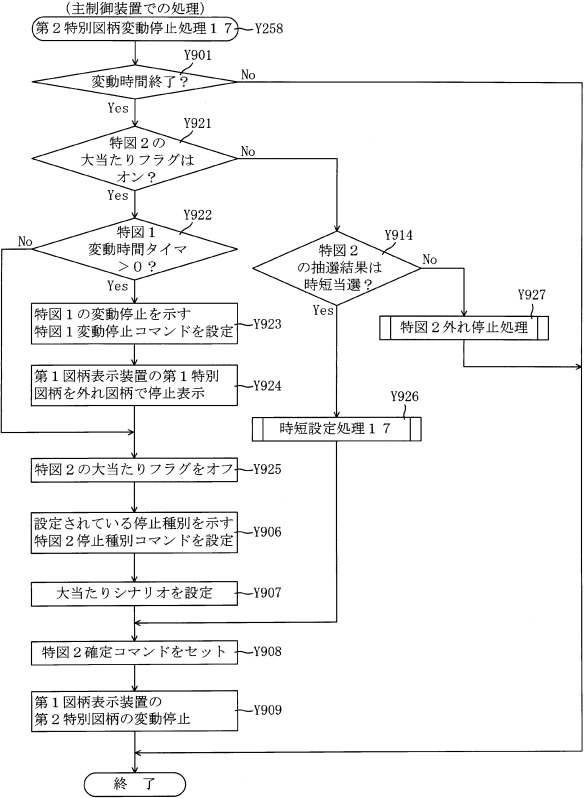 (主制御装置での処理)
第2特別図柄変動停止処理17
Y258
Y901
変動時間終了?
No
Yes
Y921
特図2の
大当たりフラグは
オン?
No
Yes
Y922
特図1
変動時間タイマ
>0?
No
Yes
Y914
特図2
の抽選結果は
時短当選?
No
Yes
Y927
特図2外れ停止処理
特図1の変動停止を示す
特図1変動停止コマンドを設定
Y923
第1図柄表示装置の第1特別
図柄を外れ図柄で停止表示
Y924
Y926
時短設定処理17
特図2の大当たりフラグをオフ
Y925
設定されている停止種別を示す
特図2停止種別コマンドを設定
Y906
大当たりシナリオを設定
Y907
特図2確定コマンドをセット
Y908
第1図柄表示装置の
第2特別図柄の変動停止
Y909
終 了